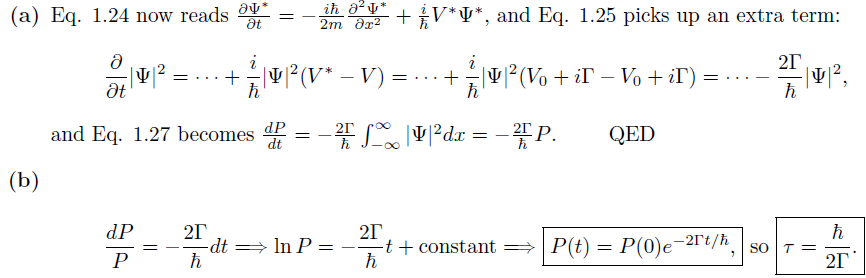 (a) Eq. 1.24 now reads ∂Ψ*/∂t = −(iħ/2m) ∂²Ψ*/∂x² + (i/ħ)V*Ψ*, and Eq. 1.25 picks up an extra term:
∂/∂t |Ψ|² = ··· + (i/ħ)|Ψ|²(V* − V) = ··· + (i/ħ)|Ψ|²(V₀ + iΓ − V₀ + iΓ) = ··· − (2Γ/ħ)|Ψ|²,
and Eq. 1.27 becomes dP/dt = −(2Γ/ħ) ∫_{−∞}^{∞} |Ψ|²dx = −(2Γ/ħ)P. QED
(b)
dP/P = −(2Γ/ħ)dt ⟹ ln P = −(2Γ/ħ)t + constant ⟹ P(t) = P(0)e^{−2Γt/ħ}, so τ = ħ/2Γ.